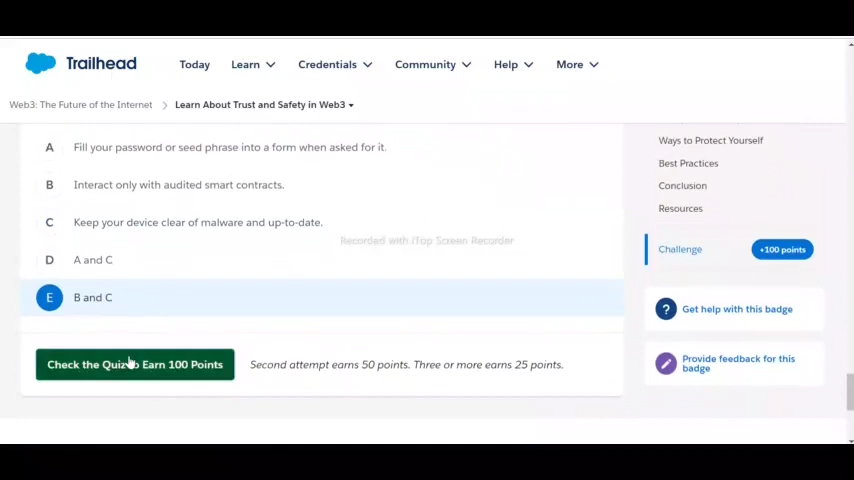 Trailhead
Today Learn Credentials Community Help More
Web3: The Future of the Internet Learn About Trust and Safety in Web3
A Fill your password or seed phrase into a form when asked for it.
B Interact only with audited smart contracts.
C Keep your device clear of malware and up-to-date.
D A and C
E B and C
Check the Quiz to Earn 100 Points
Second attempt earns 50 points. Three or more earns 25 points.
Recorded with iTop Screen Recorder
Ways to Protect Yourself
Best Practices
Conclusion
Resources
Challenge +100 points
? Get help with this badge
Provide feedback for this
badge